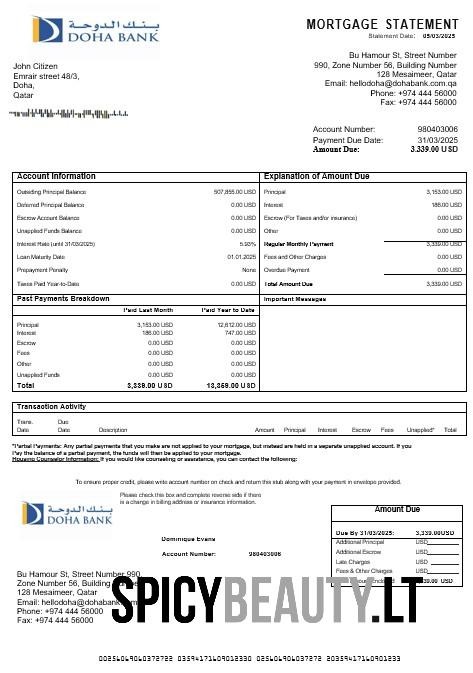 بنك الدوحة
DOHA BANK
MORTGAGE STATEMENT
Statement Date: 05/03/2025
John Citizen
Emrair street 48/3,
Doha,
Qatar
Bu Hamour St, Street Number
990, Zone Number 56, Building Number
128 Mesaimeer, Qatar
Email: hellodoha@dohabank.com.qa
Phone: +974 444 56000
Fax: +974 444 56000
Account Number: 980403006
Payment Due Date: 31/03/2025
Amount Due: 3.339.00 USD
Account Information
Outsiding Principal Balance 507,855.00 USD
Deferred Principal Balance 0.00 USD
Escrow Account Balance 0.00 USD
Unapplied Funds Balance 0.00 USD
Interest Rate (until 31/03/2025) 5.93%
Loan Maturity Date 01.01.2025
Prepayment Penalty None
Taxes Paid Year-to-Date 0.00 USD
Explanation of Amount Due
Principal 3,153.00 USD
Interest 186.00 USD
Escrow (For Taxes and/or insurance) 0.00 USD
Other 0.00 USD
Regular Monthly Payment 3,339.00 USD
Fees and Other Charges 0.00 USD
Overdue Payment 0.00 USD
Total Amount Due 3,339.00 USD
Past Payments Breakdown
Paid Last Month Paid Year to Date
Principal 3,153.00 USD 12,612.00 USD
Interest 186.00 USD 747.00 USD
Escrow 0.00 USD 0.00 USD
Fees 0.00 USD 0.00 USD
Other 0.00 USD 0.00 USD
Unapplied Funds 0.00 USD 0.00 USD
Total 3,339.00 USD 13,359.00 USD
Important Messages
Transaction Activity
Trans. Date Due Date Description Amount Principal Interest Escrow Fees Unapplied* Total
*Partial Payments: Any partial payments that you make are not applied to your mortgage, but instead are held in a separate unapplied account. If you
Pay the balance of a partial payment, the funds will then be applied to your mortgage.
Housing Counselor Information: If you would like counseling or assistance, you can contact the following:
To ensure proper credit, please write account number on check and return this stub along with your payment in envelope provided.
بنك الدوحة
DOHA BANK
Please check this box and complete reverse side if there
is a change in billing address or insurance information.
Dominique Evans
Account Number: 980403006
Amount Due
Due By 31/03/2025: 3,339.00USD
Additional Principal USD
Additional Escrow USD
Late Charges USD
Fees & Other Charges USD
Bu Hamour St, Street Number 990,
Zone Number 56, Building
128 Mesaimeer, Qatar
Email: hellodoha@dohabank
Phone: +974 444 56000
Fax: +974 444 56000
SPICYBEAUTY.LT